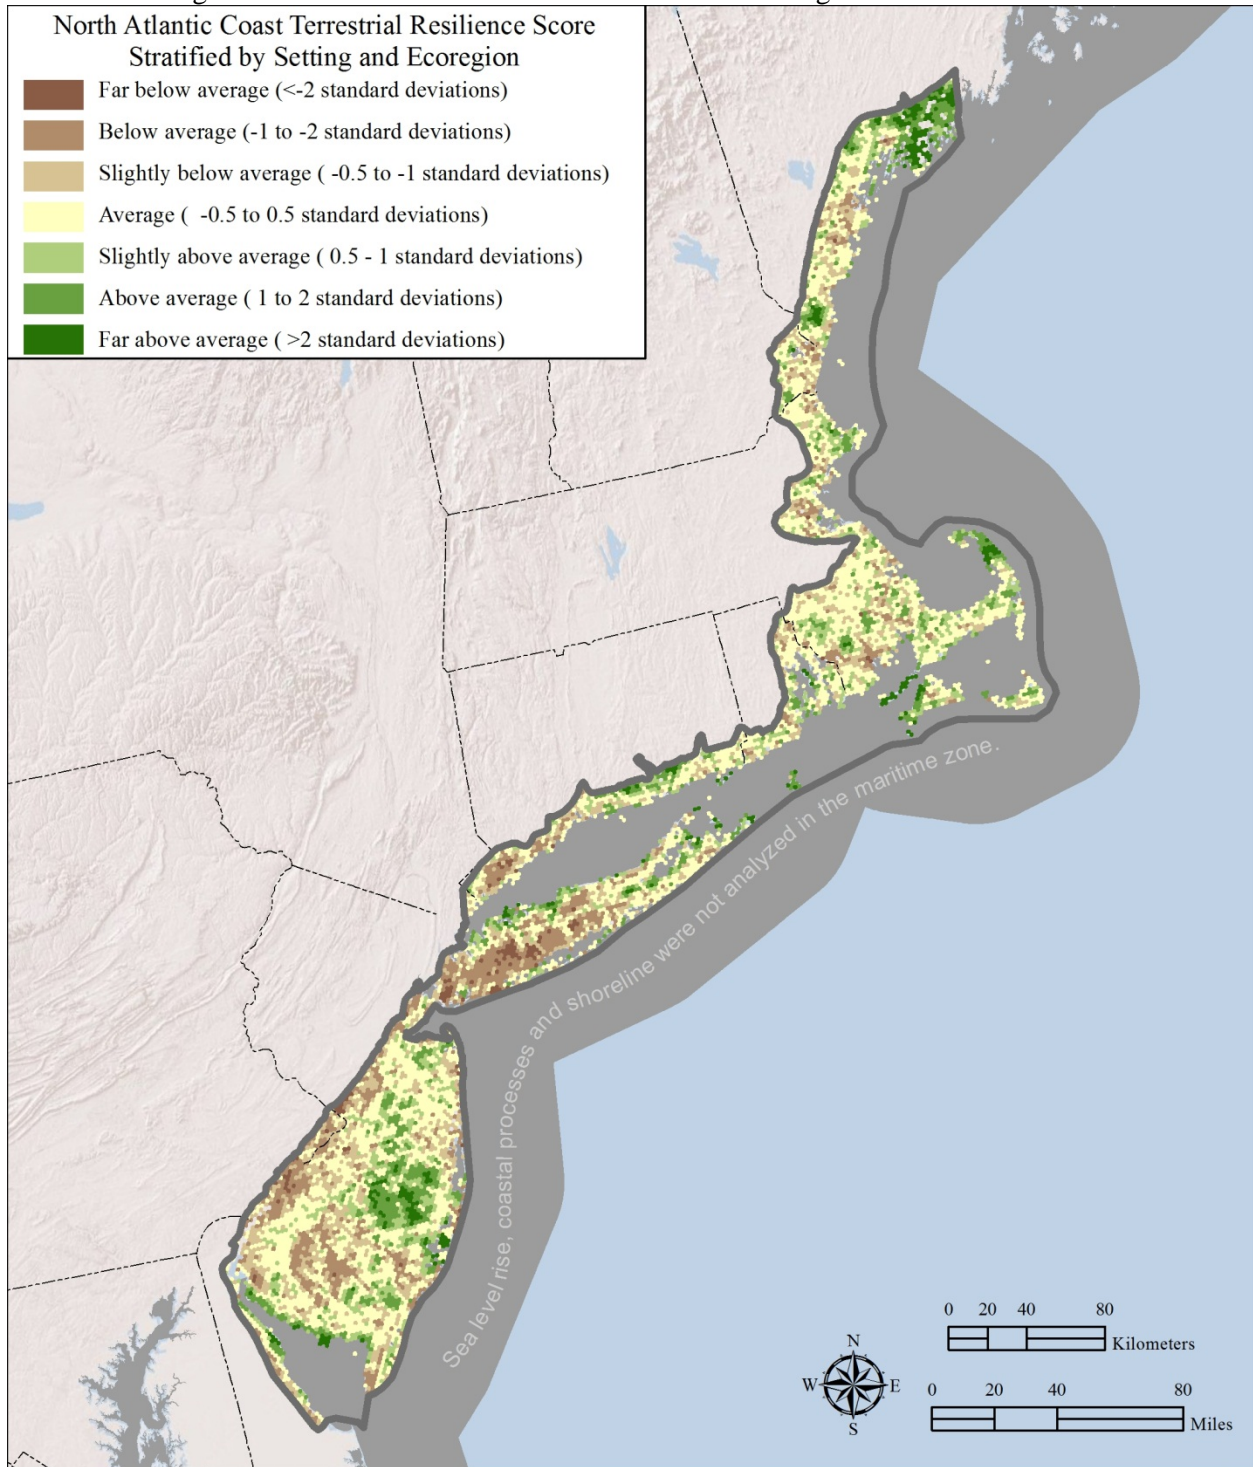 North Atlantic Coast Terrestrial Resilience Score
Stratified by Setting and Ecoregion
Far below average (<-2 standard deviations)
Below average (-1 to -2 standard deviations)
Slightly below average ( -0.5 to -1 standard deviations)
Average ( -0.5 to 0.5 standard deviations)
Slightly above average ( 0.5 - 1 standard deviations)
Above average ( 1 to 2 standard deviations)
Far above average ( >2 standard deviations)
Sea level rise, coastal processes and shoreline were not analyzed in the maritime zone.
N
W E
S
0 20 40 80
Kilometers
0 20 40 80
Miles